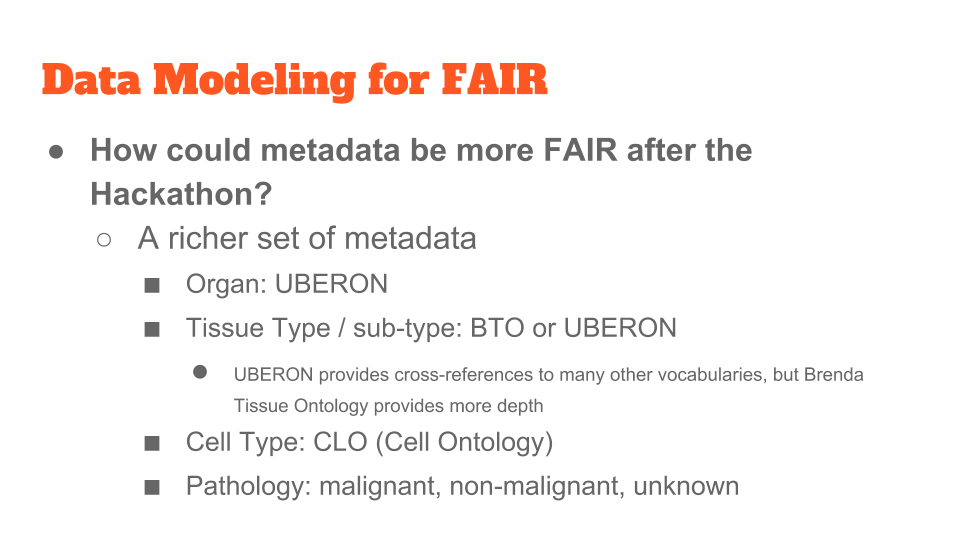 Data Modeling for FAIR
● How could metadata be more FAIR after the
Hackathon?
○ A richer set of metadata
■ Organ: UBERON
■ Tissue Type / sub-type: BTO or UBERON
● UBERON provides cross-references to many other vocabularies, but Brenda
Tissue Ontology provides more depth
■ Cell Type: CLO (Cell Ontology)
■ Pathology: malignant, non-malignant, unknown